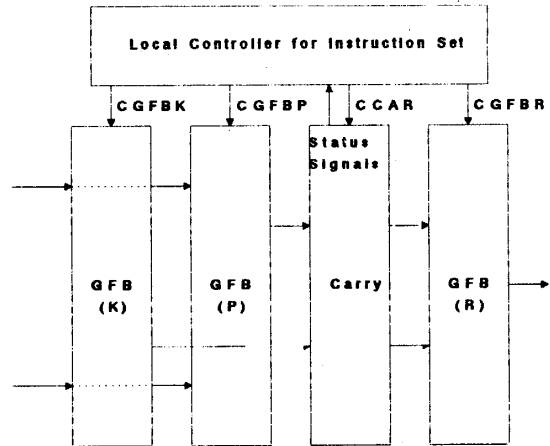 Local Controller for Instruction Set
CGFBK
CGFBP
CCAR
CGFBR
Status
Signals
GFB
(K)
GFB
(P)
Carry
GFB
(R)